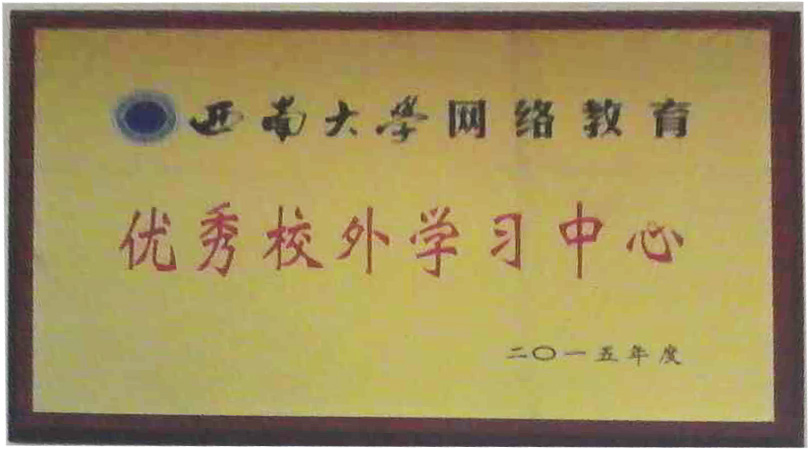 西南大学网络教育
优秀校外学习中心
二〇一五年度